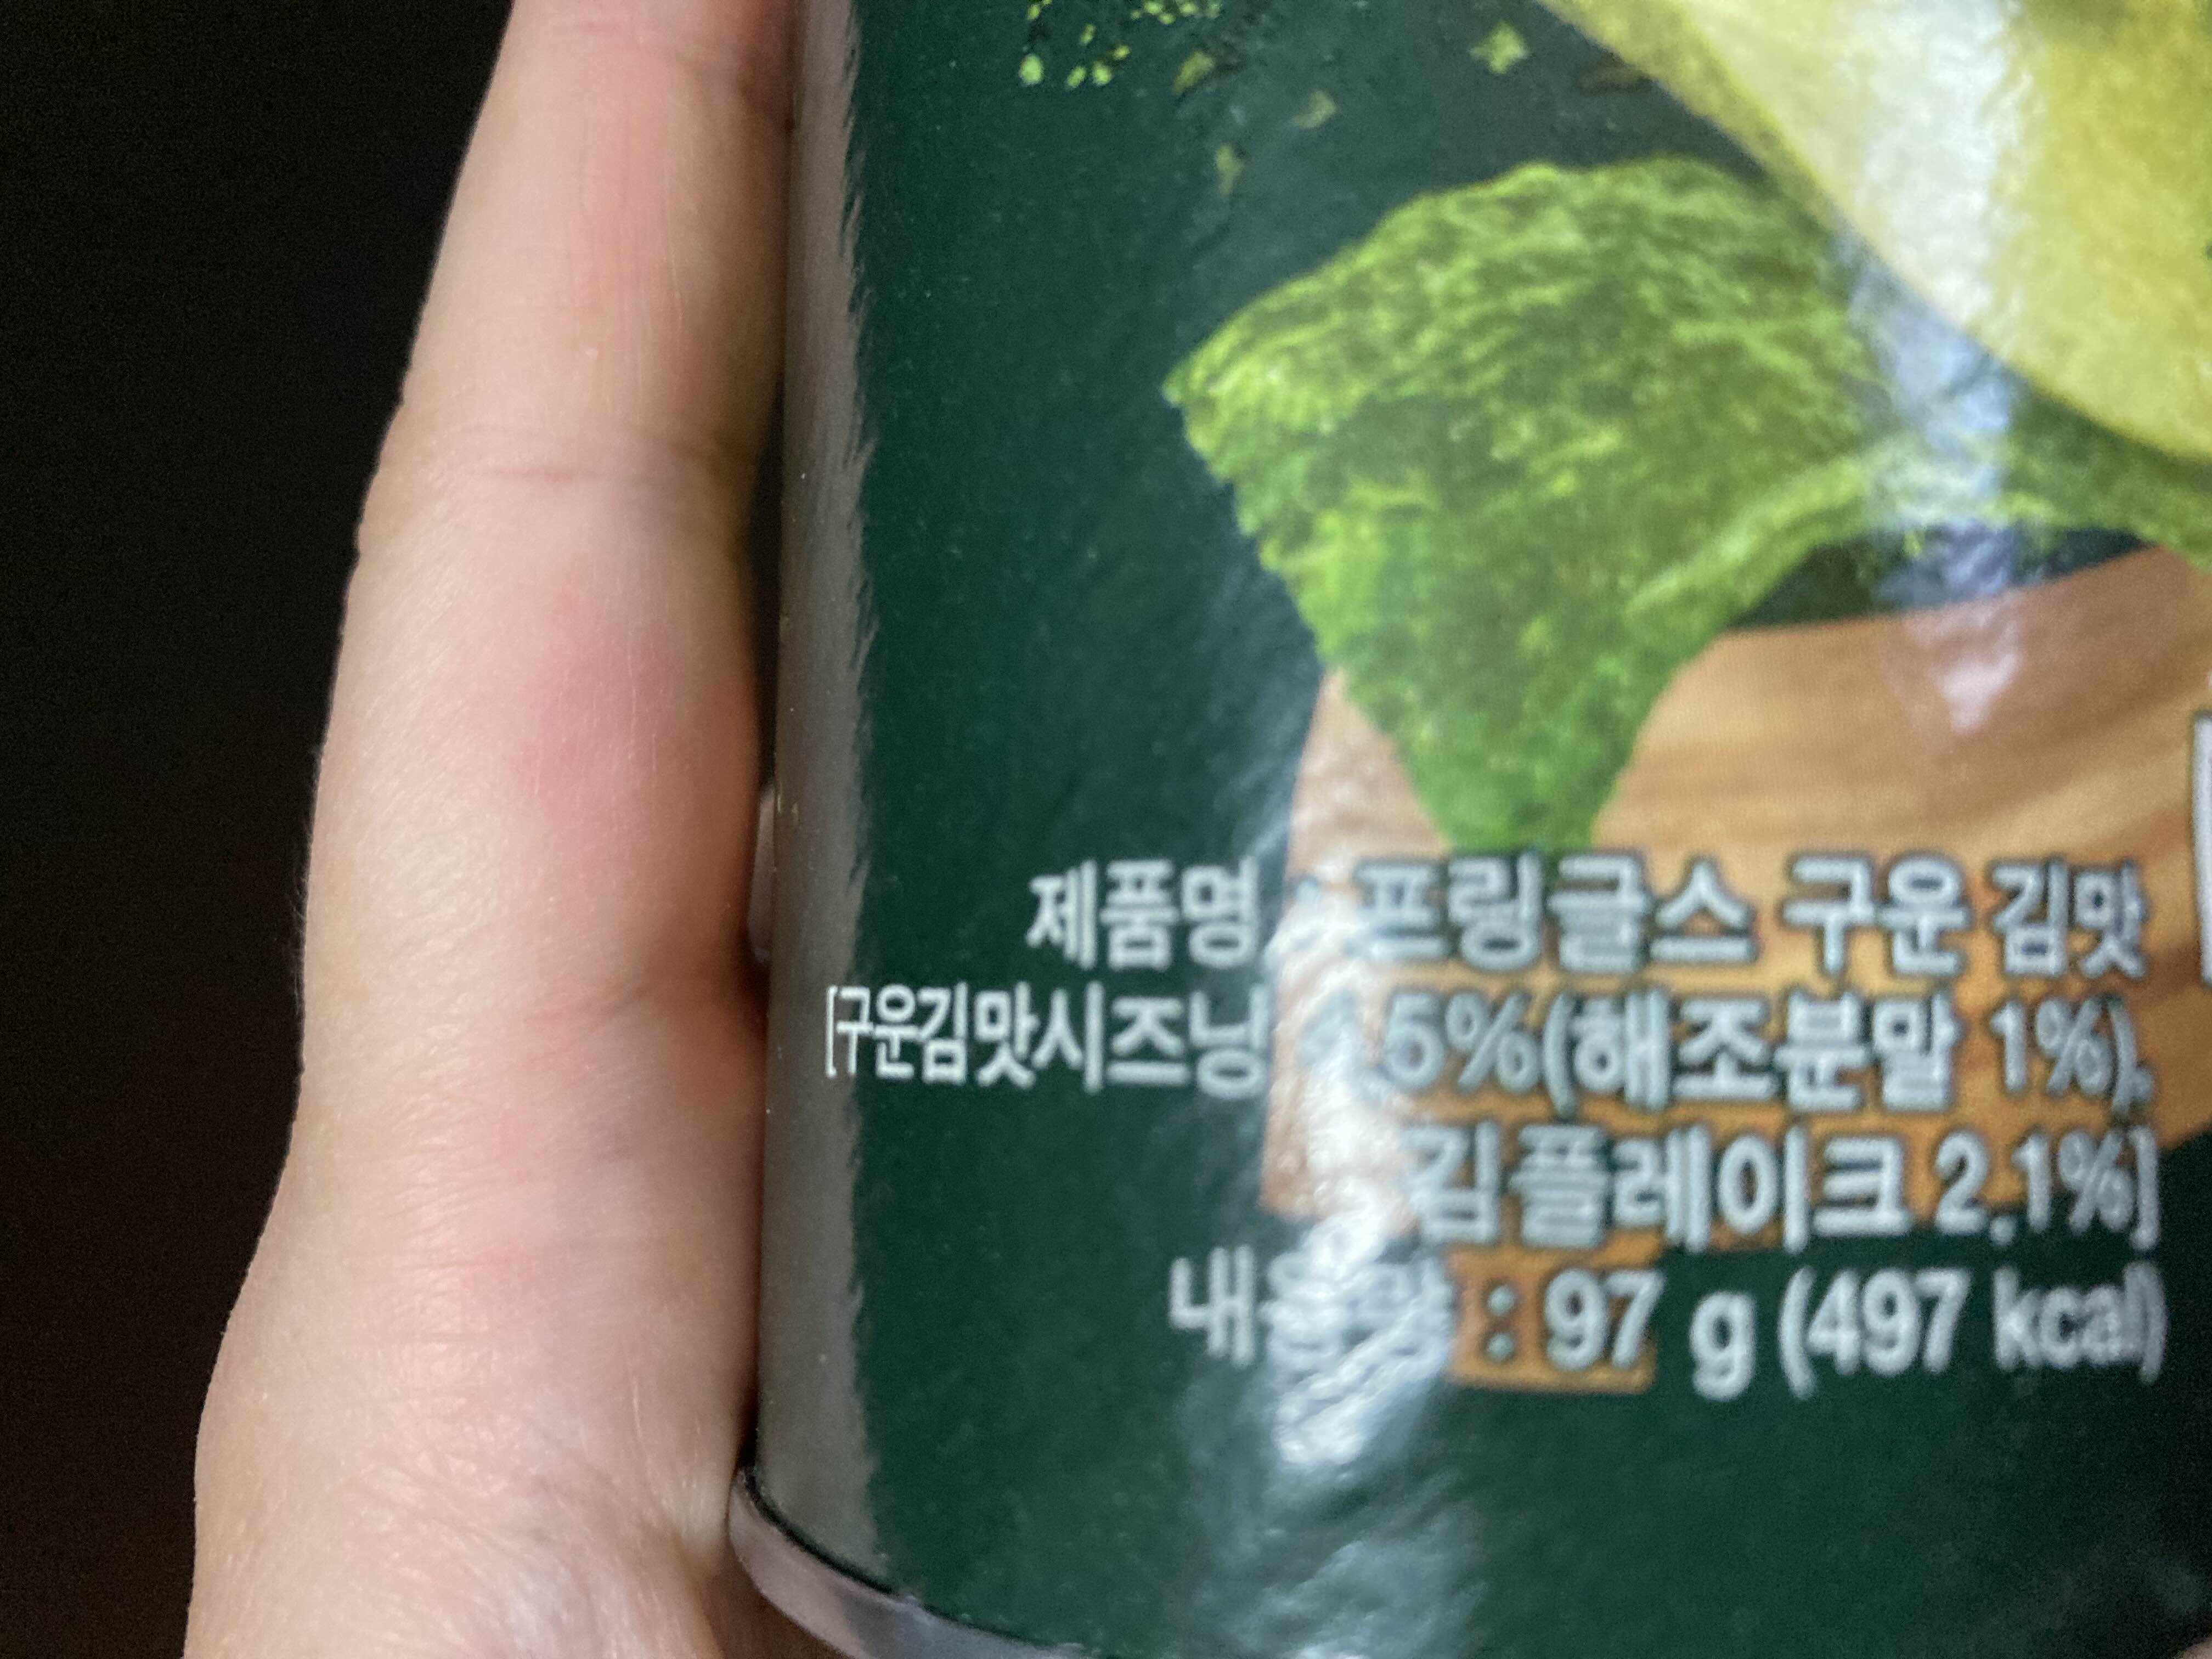 제품명 : 프링글스 구운 김맛
[구운김맛시즈닝 5%(해조분말 1%),
김플레이크 2.1%]
내용량 : 97 g (497 kcal)